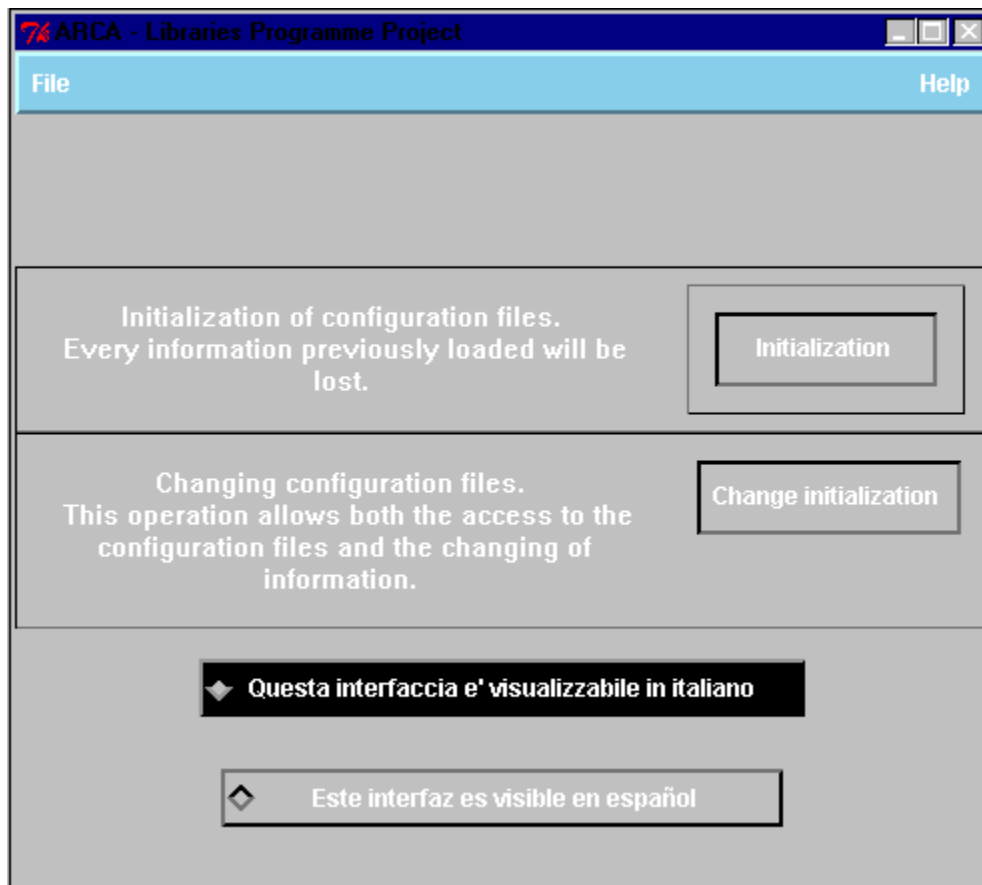 ARCA - Libraries Programme Project
File Help
Initialization of configuration files.
Every information previously loaded will be
lost.
Initialization
Changing configuration files.
This operation allows both the access to the
configuration files and the changing of
information.
Change initialization
Questa interfaccia e' visualizzabile in italiano
Este interfaz es visible en español